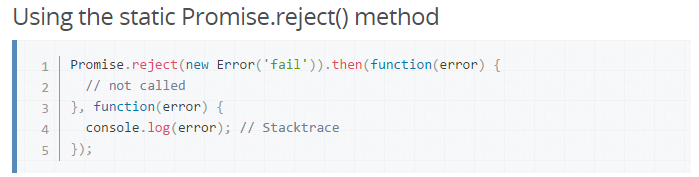 Using the static Promise.reject() method
1 Promise.reject(new Error('fail')).then(function(error) {
2   // not called
3 }, function(error) {
4   console.log(error); // Stacktrace
5 });